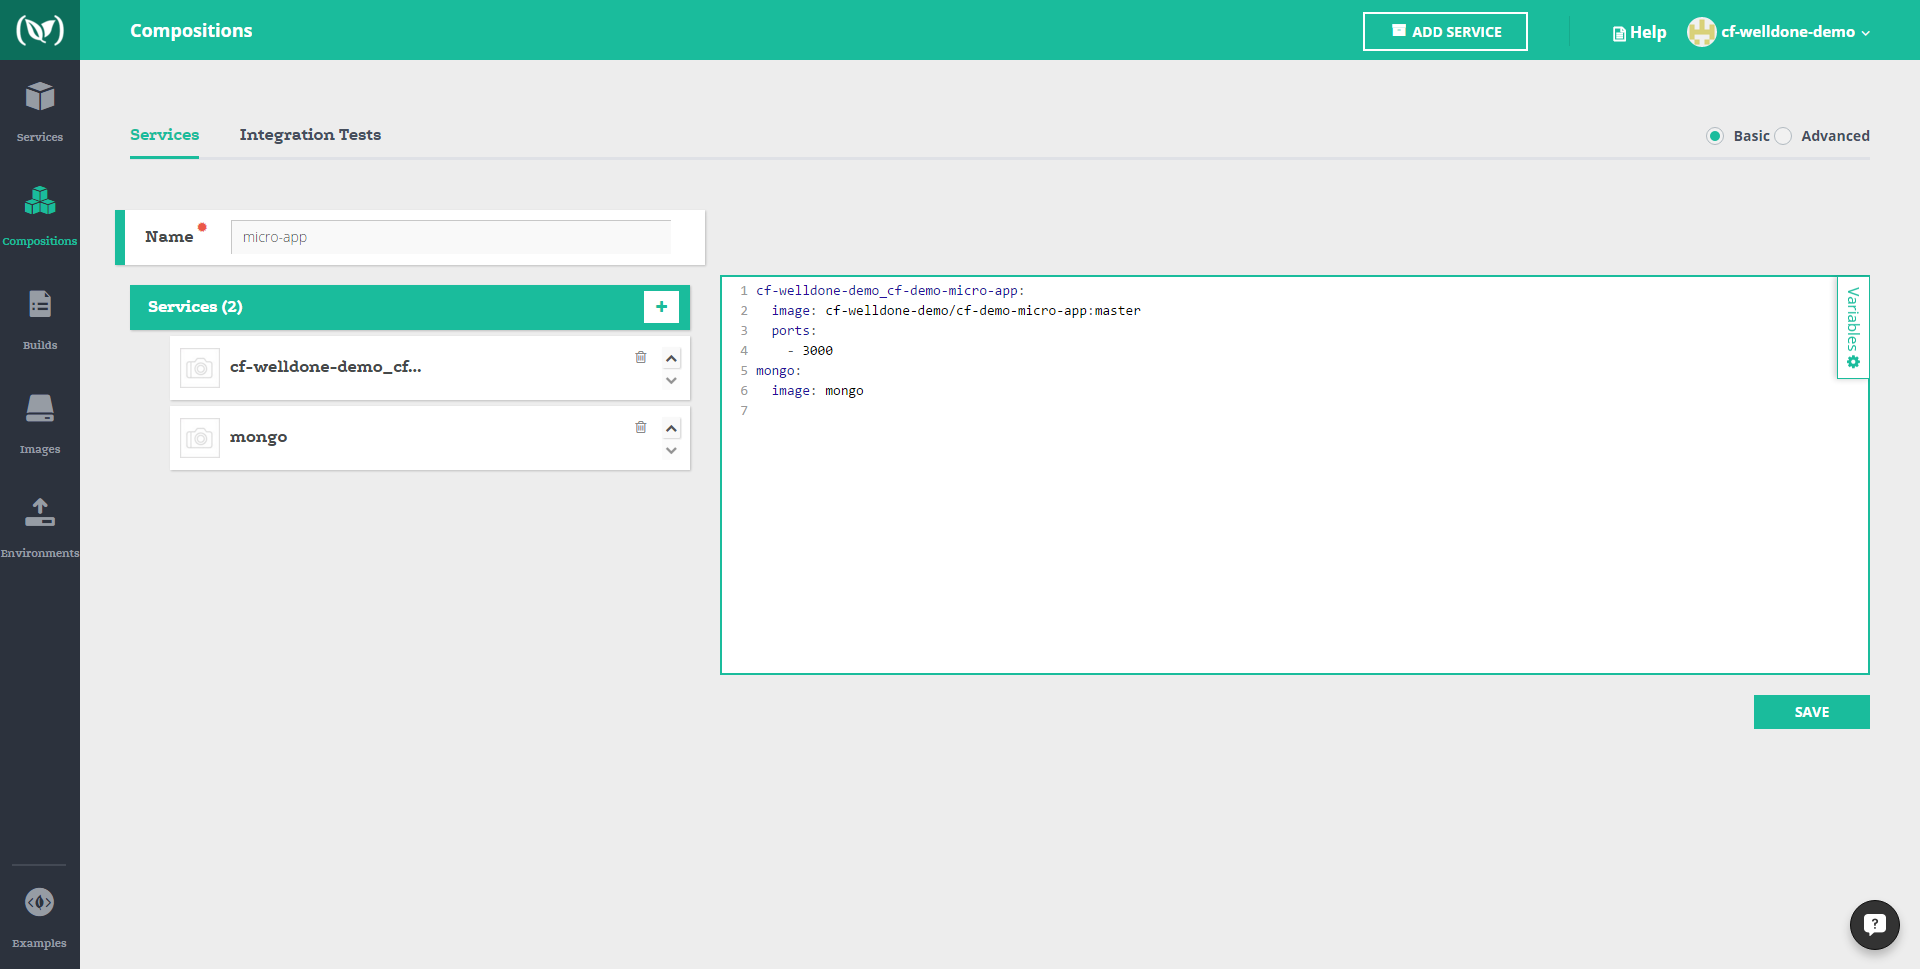 Compositions
ADD SERVICE
Help
cf-welldone-demo
Services
Compositions
Builds
Images
Environments
Examples
Services
Integration Tests
Basic
Advanced
Name
micro-app
Services (2)
+
cf-welldone-demo_cf...
mongo
1 cf-welldone-demo_cf-demo-micro-app:
2   image: cf-welldone-demo/cf-demo-micro-app:master
3   ports:
4     - 3000
5 mongo:
6   image: mongo
7
Variables
SAVE
?